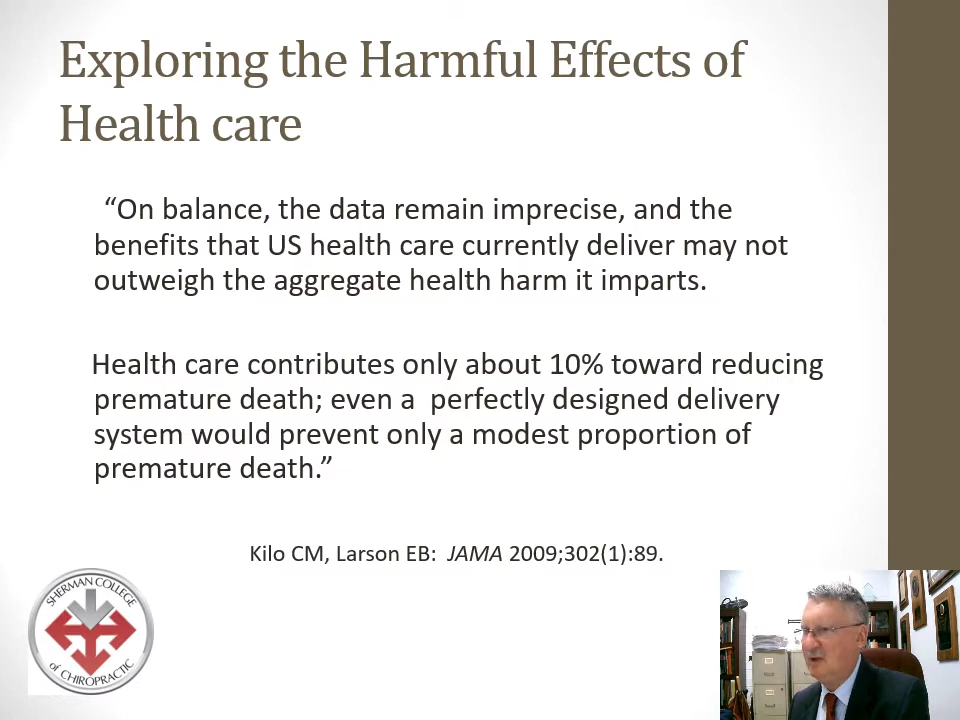 Exploring the Harmful Effects of
Health care
“On balance, the data remain imprecise, and the
benefits that US health care currently deliver may not
outweigh the aggregate health harm it imparts.
Health care contributes only about 10% toward reducing
premature death; even a perfectly designed delivery
system would prevent only a modest proportion of
premature death.”
Kilo CM, Larson EB: JAMA 2009;302(1):89.
SHERMAN COLLEGE
of CHIROPRACTIC